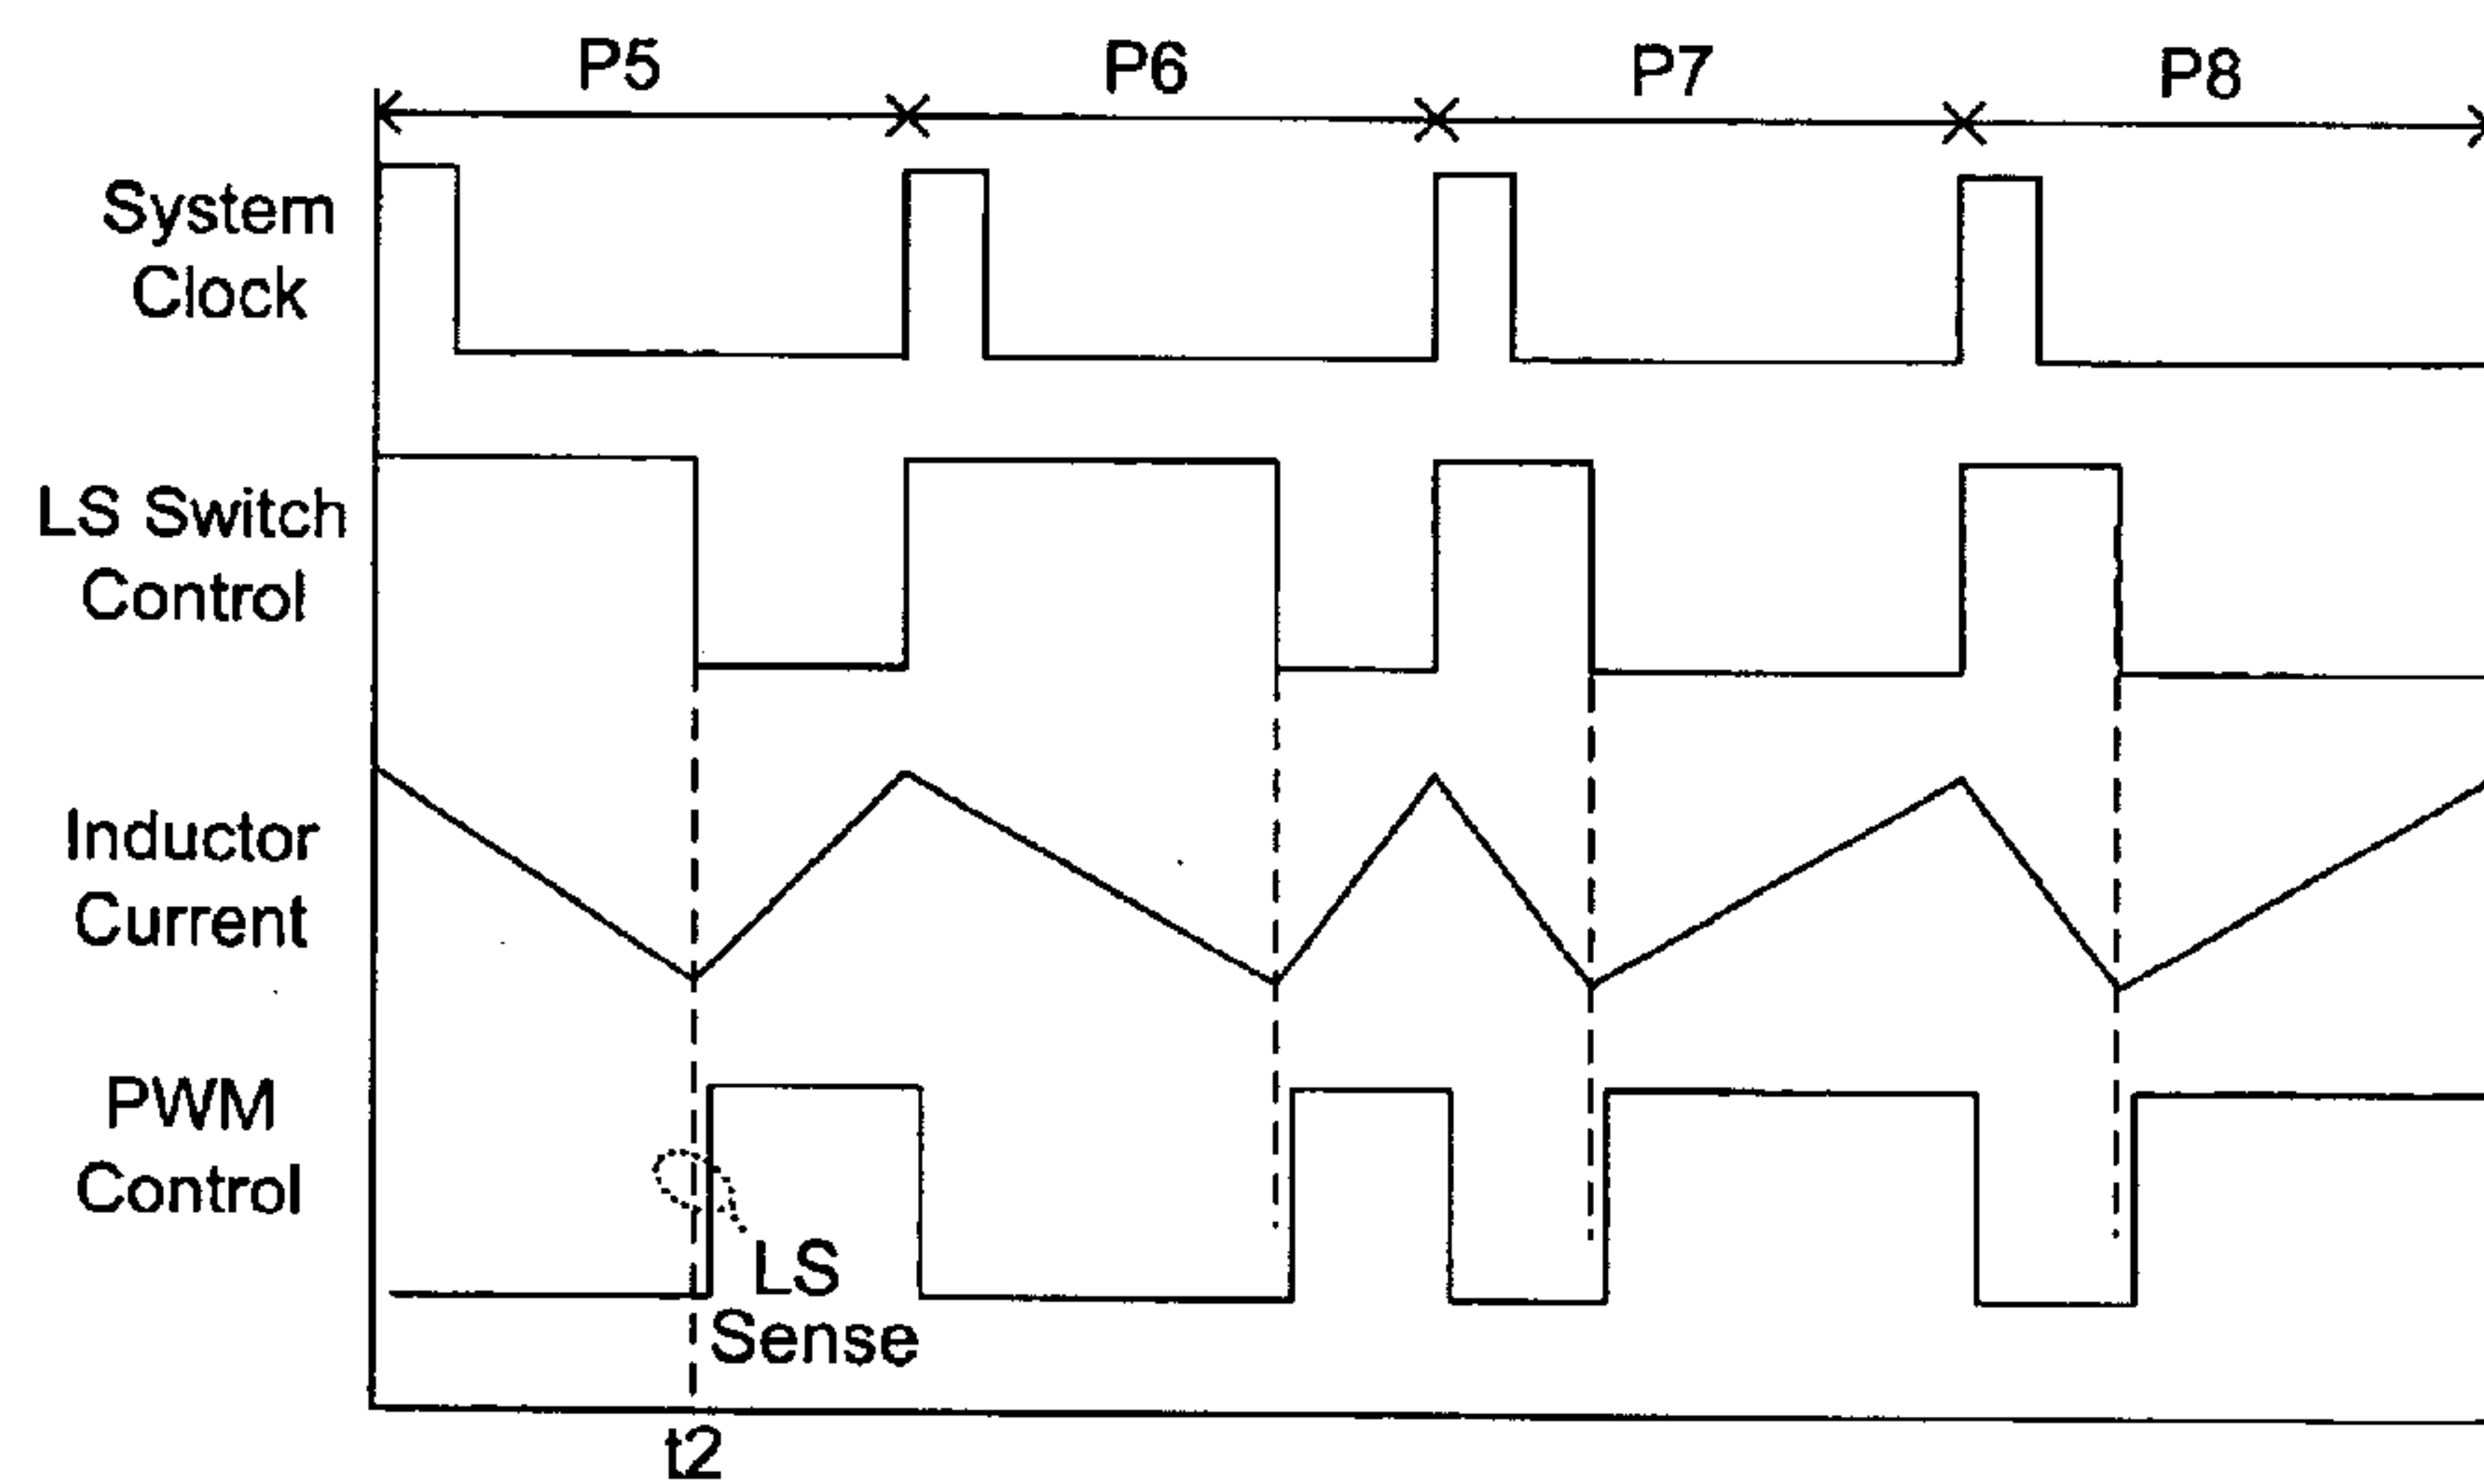 P5
P6
P7
P8
System
Clock
LS Switch
Control
Inductor
Current
PWM
Control
LS
Sense
t2